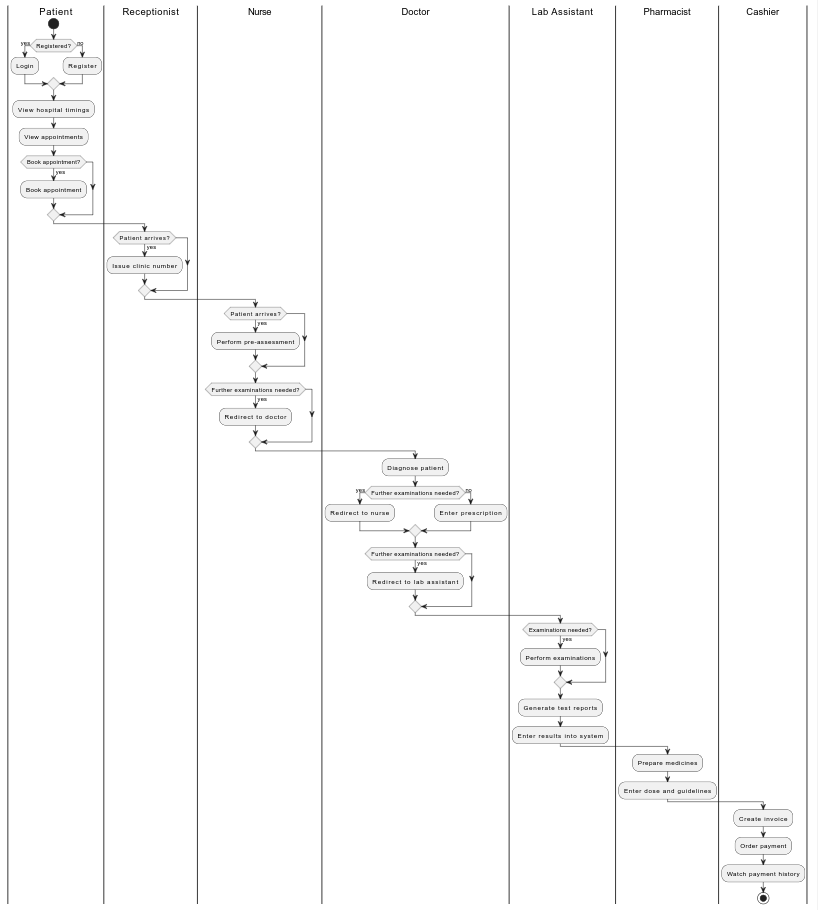 Patient
Receptionist
Nurse
Doctor
Lab Assistant
Pharmacist
Cashier
yes
Registered?
no
Login
Register
View hospital timings
View appointments
Book appointment?
yes
Book appointment
Patient arrives?
yes
Issue clinic number
Patient arrives?
yes
Perform pre-assessment
Further examinations needed?
yes
Redirect to doctor
Diagnose patient
yes
Further examinations needed?
no
Redirect to nurse
Enter prescription
Further examinations needed?
yes
Redirect to lab assistant
Examinations needed?
yes
Perform examinations
Generate test reports
Enter results into system
Prepare medicines
Enter dose and guidelines
Create invoice
Order payment
Watch payment history